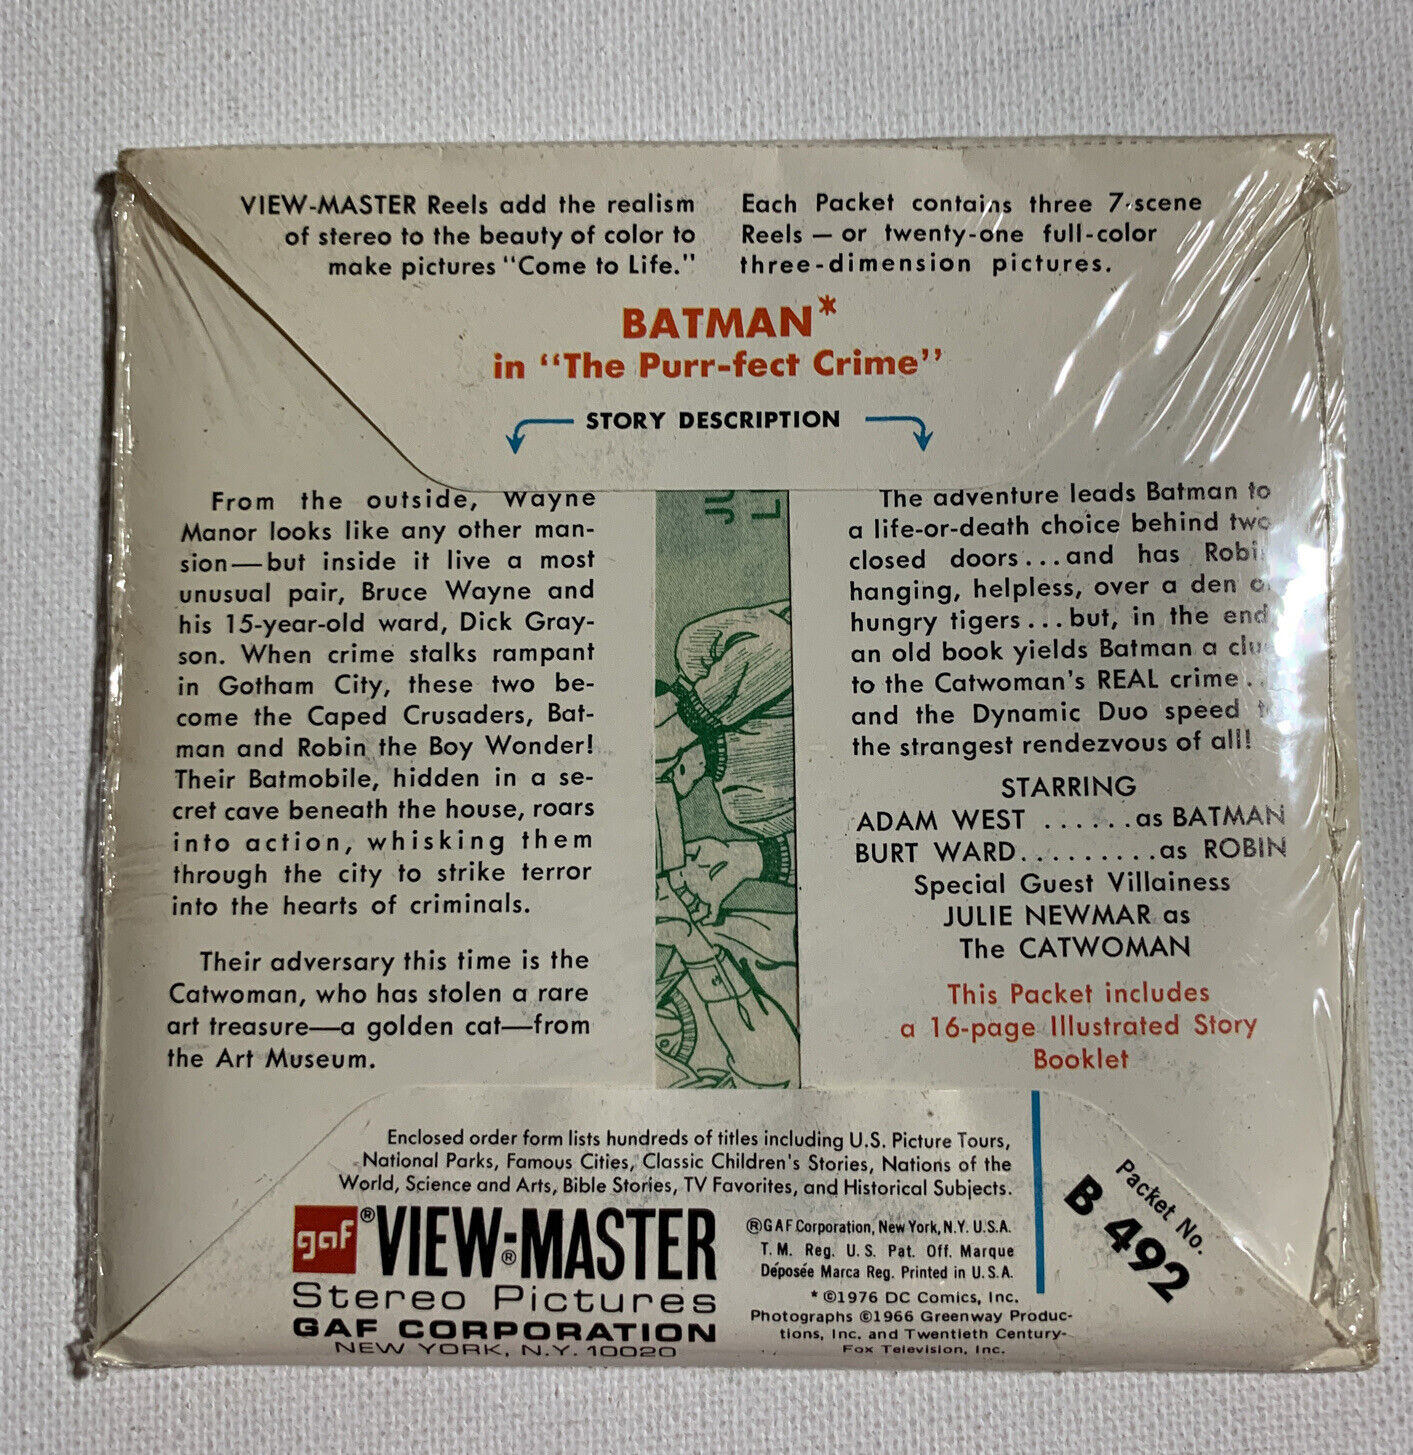 VIEW-MASTER Reels add the realism
of stereo to the beauty of color to
make pictures "Come to Life."
Each Packet contains three 7-scene
Reels — or twenty-one full-color
three-dimension pictures.
BATMAN*
in "The Purr-fect Crime"
STORY DESCRIPTION
From the outside, Wayne
Manor looks like any other man-
sion—but inside it live a most
unusual pair, Bruce Wayne and
his 15-year-old ward, Dick Gray-
son. When crime stalks rampant
in Gotham City, these two be-
come the Caped Crusaders, Bat-
man and Robin the Boy Wonder!
Their Batmobile, hidden in a se-
cret cave beneath the house, roars
into action, whisking them
through the city to strike terror
into the hearts of criminals.
Their adversary this time is the
Catwoman, who has stolen a rare
art treasure—a golden cat—from
the Art Museum.
The adventure leads Batman to
a life-or-death choice behind two
closed doors...and has Robin
hanging, helpless, over a den of
hungry tigers...but, in the end,
an old book yields Batman a clue
to the Catwoman's REAL crime...
and the Dynamic Duo speed to
the strangest rendezvous of all!
STARRING
ADAM WEST ......as BATMAN
BURT WARD.........as ROBIN
Special Guest Villainess
JULIE NEWMAR as
The CATWOMAN
This Packet includes
a 16-page Illustrated Story
Booklet
Enclosed order form lists hundreds of titles including U.S. Picture Tours,
National Parks, Famous Cities, Classic Children's Stories, Nations of the
World, Science and Arts, Bible Stories, TV Favorites, and Historical Subjects.
gaf® VIEW-MASTER®
Stereo Pictures
GAF CORPORATION
NEW YORK, N.Y. 10020
®GAF Corporation, New York, N.Y. U.S.A.
T. M. Reg. U. S. Pat. Off. Marque
Déposée Marca Reg. Printed in U.S.A.
* ©1976 DC Comics, Inc.
Photographs ©1966 Greenway Produc-
tions, Inc. and Twentieth Century-
Fox Television, Inc.
Packet No.
B 492